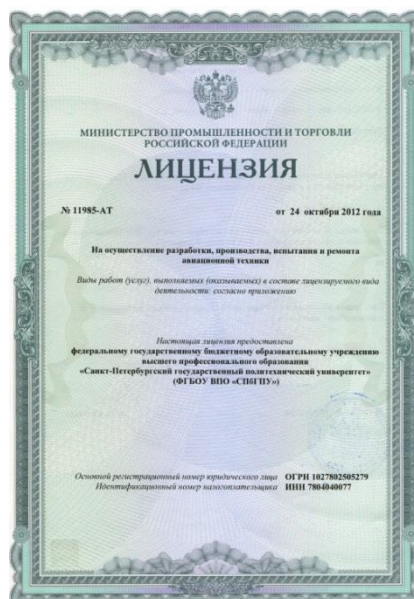 МИНИСТЕРСТВО ПРОМЫШЛЕННОСТИ И ТОРГОВЛИ
РОССИЙСКОЙ ФЕДЕРАЦИИ
ЛИЦЕНЗИЯ
№ 11985-АТ от 24 октября 2012 года
На осуществление разработки, производства, испытания и ремонта
авиационной техники
Виды работ (услуг), выполняемых (оказываемых) в составе лицензируемого вида
деятельности: согласно приложению
Настоящая лицензия предоставлена
федеральному государственному бюджетному образовательному учреждению
высшего профессионального образования
«Санкт-Петербургский государственный политехнический университет»
(ФГБОУ ВПО «СПбГПУ»)
Основной регистрационный номер юридического лица ОГРН 1027802505279
Идентификационный номер налогоплательщика ИНН 7804040077